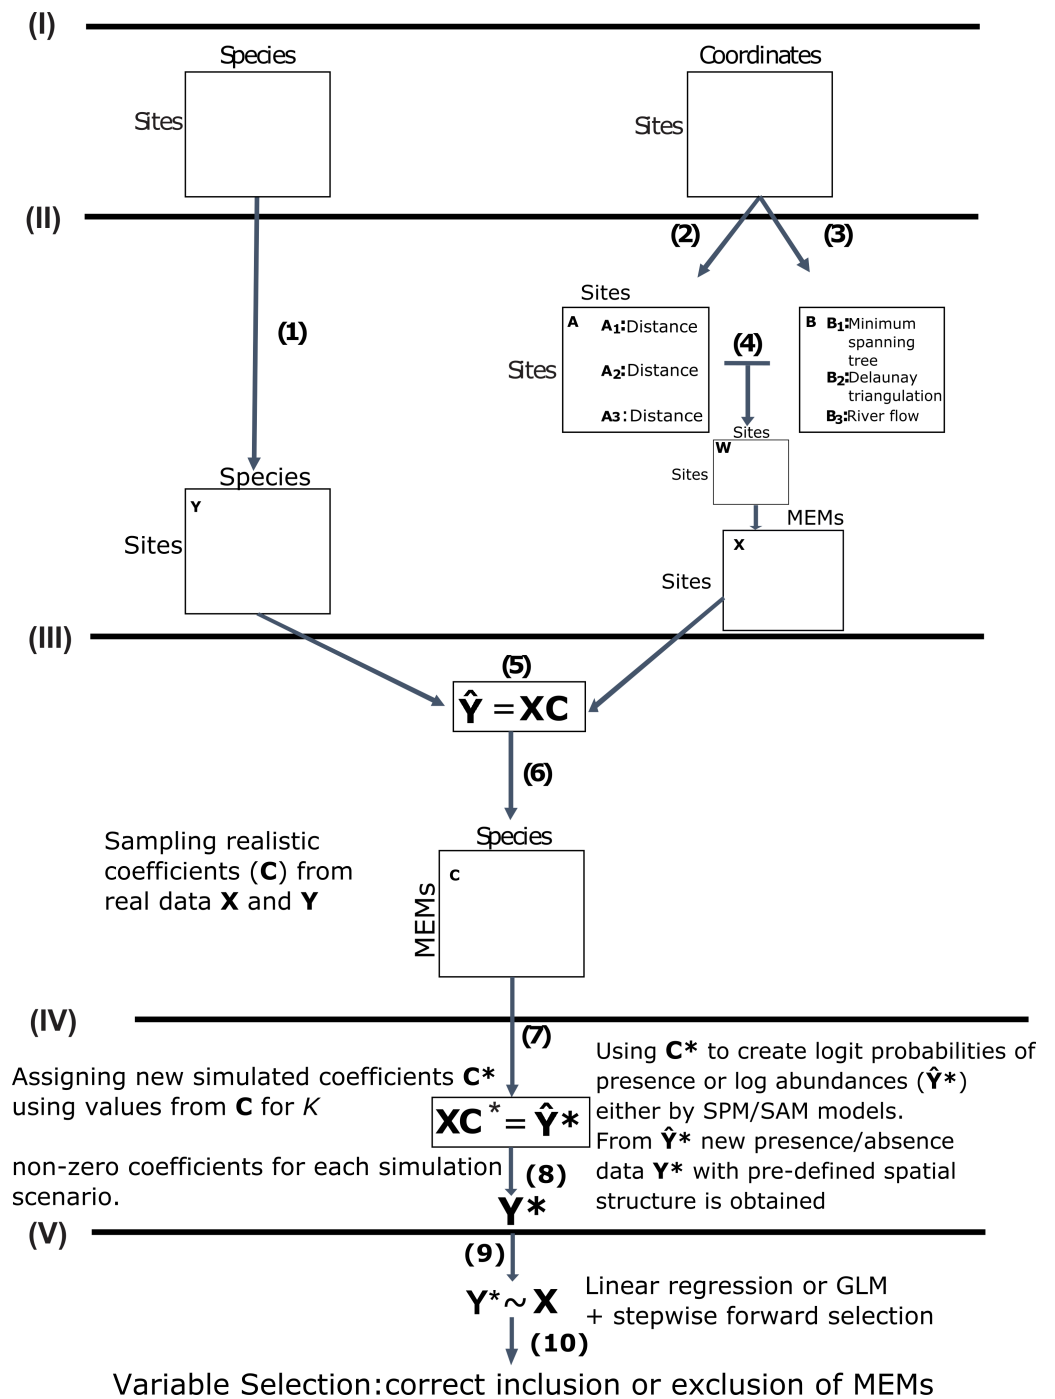 (I)
Species
Coordinates
Sites
Sites
(II)
(2)
(3)
(1)
Sites
Sites
A
A1:Distance
A2:Distance
A3:Distance
(4)
B
B1:Minimum
spanning
tree
B2:Delaunay
triangulation
B3:River flow
Sites
W
Sites
Species
Y
Sites
MEMs
X
Sites
(III)
(5)
Ŷ = XC
(6)
Sampling realistic
coefficients (C) from
real data X and Y
Species
C
MEMs
(IV)
(7)
Assigning new simulated coefficients C*
using values from C for K
non-zero coefficients for each simulation
scenario.
XC* = Ŷ*
Using C* to create logit probabilities of
presence or log abundances (Ŷ*)
either by SPM/SAM models.
From Ŷ* new presence/absence
data Y* with pre-defined spatial
structure is obtained
(8)
Y*
(V)
(9)
Y*~ X
Linear regression or GLM
+ stepwise forward selection
(10)
Variable Selection:correct inclusion or exclusion of MEMs